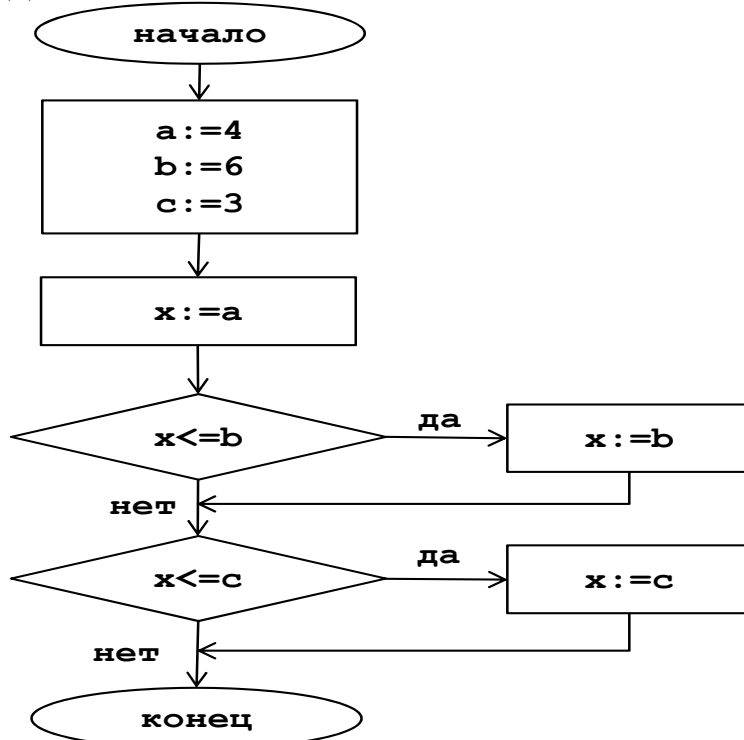 начало
a:=4
b:=6
c:=3
x:=a
x<=b
да
x:=b
нет
x<=c
да
x:=c
нет
конец